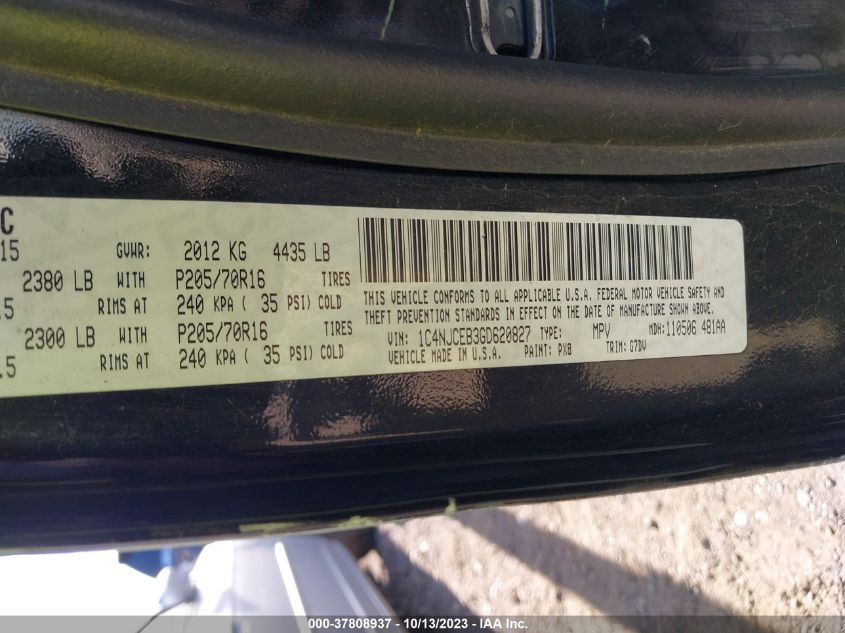 C
15 GVWR: 2012 KG 4435 LB
2380 LB WITH P205/70R16 TIRES
.5 RIMS AT 240 KPA ( 35 PSI) COLD
2300 LB WITH P205/70R16 TIRES
.5 RIMS AT 240 KPA ( 35 PSI) COLD
THIS VEHICLE CONFORMS TO ALL APPLICABLE U.S.A. FEDERAL MOTOR VEHICLE SAFETY AND
THEFT PREVENTION STANDARDS IN EFFECT ON THE DATE OF MANUFACTURE SHOWN ABOVE.
VIN: 1C4NJCEB3GD620827 TYPE: MPV MDH: 110506 481AA
VEHICLE MADE IN U.S.A. PAINT: PX8 TRIM: G7DV
000-37808937 - 10/13/2023 - IAA Inc.